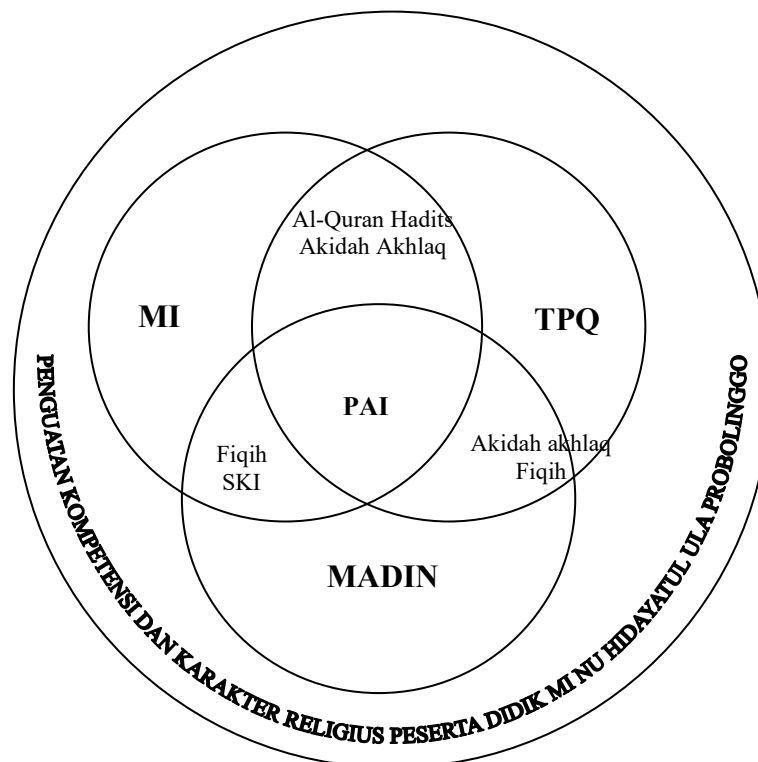 Al-Quran Hadits
Akidah Akhlaq
MI
TPQ
PAI
Fiqih
SKI
Akidah akhlaq
Fiqih
MADIN
PENGUATAN KOMPETENSI DAN KARAKTER RELIGIUS PESERTA DIDIK MI NU HIDAYATUL ULA PROBOLINGGO